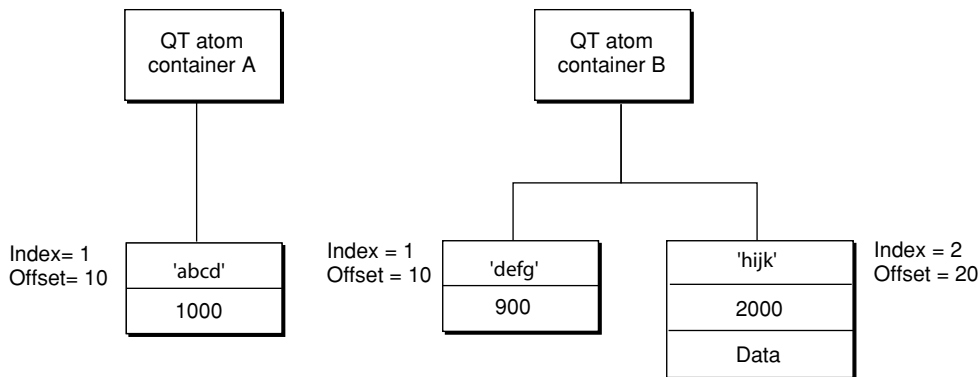 QT atom
container A
QT atom
container B
Index= 1
Offset= 10
'abcd'
1000
Index = 1
Offset = 10
'defg'
900
'hijk'
2000
Data
Index = 2
Offset = 20